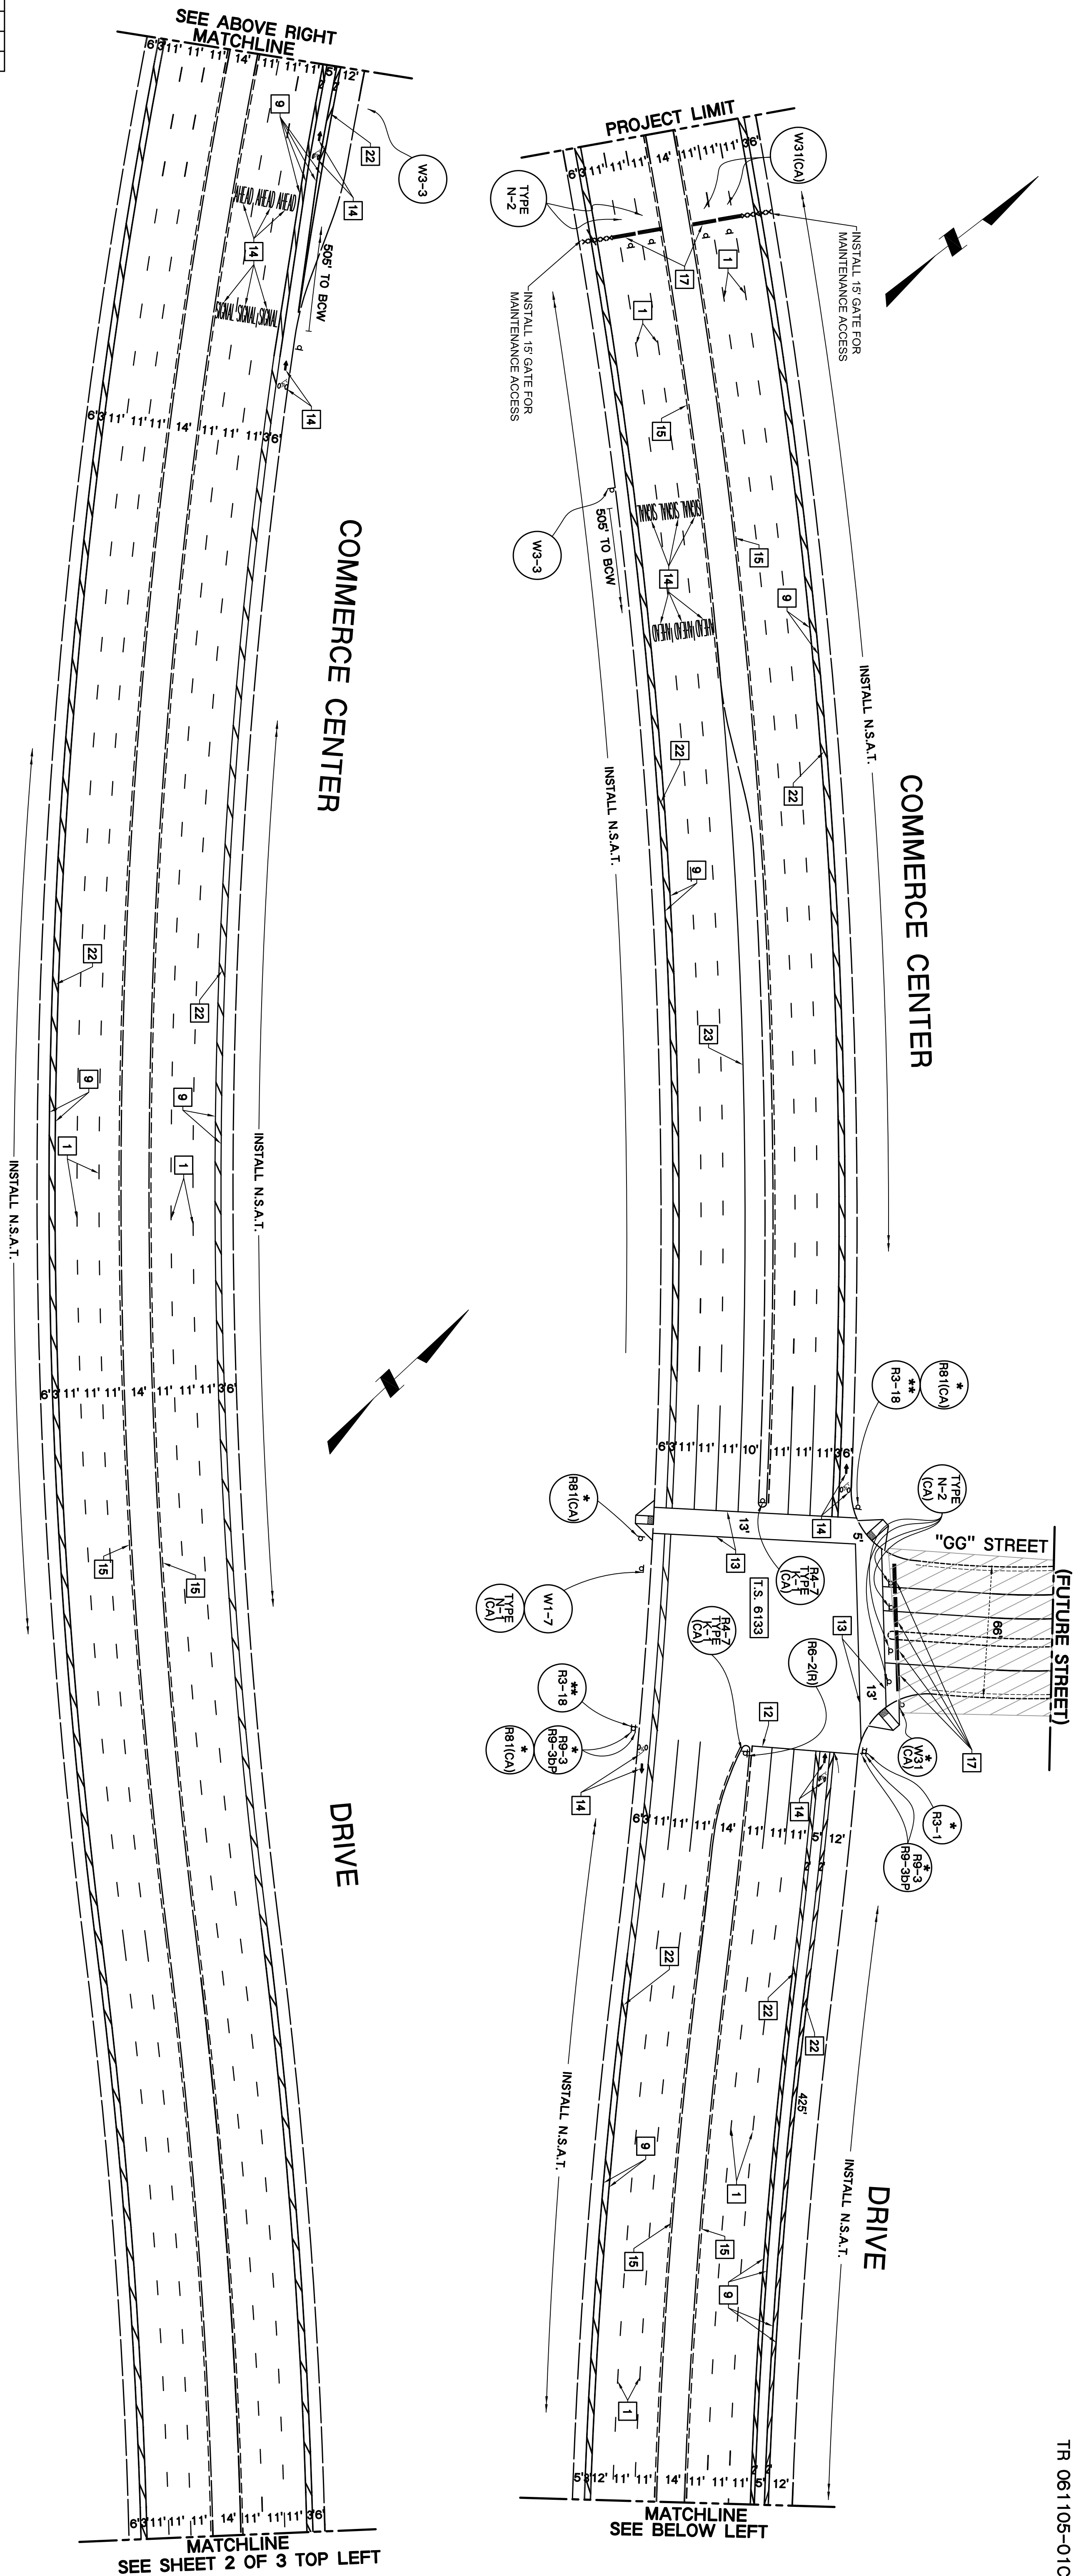 TR 061105-01C
PROJECT LIMIT
6' 3' 11' 11' 11' 14' 11' 11' 11' 3' 6'
W31(CA)
TYPE
N-2
INSTALL 15' GATE FOR
MAINTENANCE ACCESS
INSTALL 15' GATE FOR
MAINTENANCE ACCESS
17
1
1
15
15
9
SIGNAL SIGNAL SIGNAL
14
AHEAD AHEAD AHEAD
W3-3
505' TO BCW
INSTALL N.S.A.T.
INSTALL N.S.A.T.
COMMERCE CENTER
22
22
9
23
6' 3' 11' 11' 11' 10' 11' 11' 11' 3' 6'
*
R81(CA)
**
R3-18
TYPE
N-2
(CA)
"GG" STREET
(FUTURE STREET)
66'
14
5'
13'
13
13
13'
*
R81(CA)
W1-7
TYPE
N-1
(CA)
R4-7
TYPE
K-1
(CA)
T.S. 6133
R4-7
TYPE
K-1
(CA)
R6-2(R)
12
17
*
W31
(CA)
**
R3-18
*
R9-3
R9-3bP
*
R81(CA)
14
14
*
R3-1
*
R9-3
R9-3bP
6' 3' 11' 11' 11' 14' 11' 11' 11' 5' 12'
2'
2'
22
22
22
425'
INSTALL N.S.A.T.
INSTALL N.S.A.T.
DRIVE
9
1
15
15
9
1
5' 3' 12' 11' 11' 14' 11' 11' 11' 5' 12'
2'
2'
MATCHLINE
SEE BELOW LEFT
SEE ABOVE RIGHT
MATCHLINE
6' 3' 11' 11' 11' 14' 11' 11' 11' 5' 12'
2'
2'
9
22
W3-3
14
AHEAD AHEAD AHEAD
14
SIGNAL SIGNAL SIGNAL
505' TO BCW
14
6' 3' 11' 11' 11' 14' 11' 11' 11' 3' 6'
COMMERCE CENTER
22
22
9
9
1
1
INSTALL N.S.A.T.
INSTALL N.S.A.T.
6' 3' 11' 11' 11' 14' 11' 11' 11' 3' 6'
15
15
DRIVE
6' 3' 11' 11' 11' 14' 11' 11' 11' 3' 6'
MATCHLINE
SEE SHEET 2 OF 3 TOP LEFT